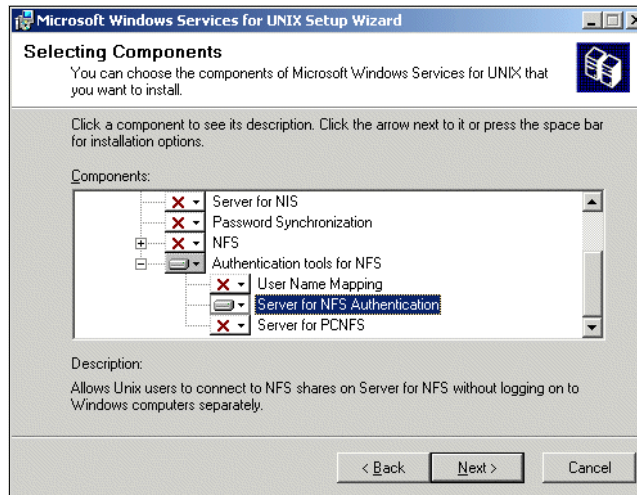 Microsoft Windows Services for UNIX Setup Wizard
Selecting Components
You can choose the components of Microsoft Windows Services for UNIX that
you want to install.
Click a component to see its description. Click the arrow next to it or press the space bar
for installation options.
Components:
Server for NIS
Password Synchronization
NFS
Authentication tools for NFS
User Name Mapping
Server for NFS Authentication
Server for PCNFS
Description:
Allows Unix users to connect to NFS shares on Server for NFS without logging on to
Windows computers separately.
< Back Next > Cancel